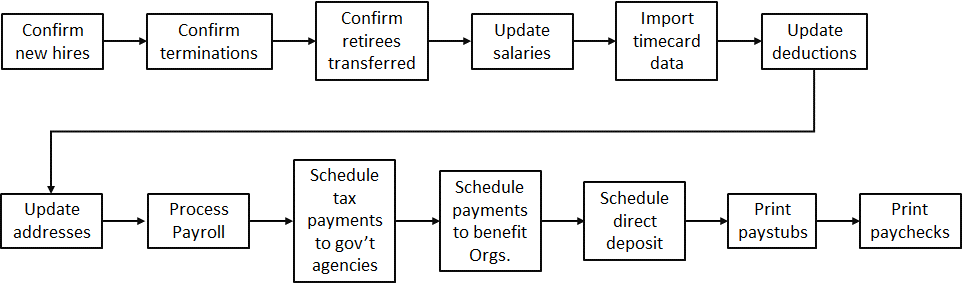 Confirm
new hires
Confirm
terminations
Confirm
retirees
transferred
Update
salaries
Import
timecard
data
Update
deductions
Update
addresses
Process
Payroll
Schedule
tax
payments
to gov’t
agencies
Schedule
payments
to benefit
Orgs.
Schedule
direct
deposit
Print
paystubs
Print
paychecks